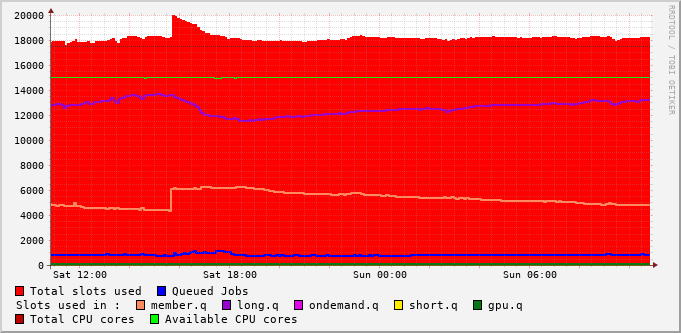 20000
18000
16000
14000
12000
10000
8000
6000
4000
2000
0
Sat 12:00 Sat 18:00 Sun 00:00 Sun 06:00
Total slots used Queued Jobs
Slots used in : member.q long.q ondemand.q short.q gpu.q
Total CPU cores Available CPU cores
RRDTOOL / TOBI OETIKER